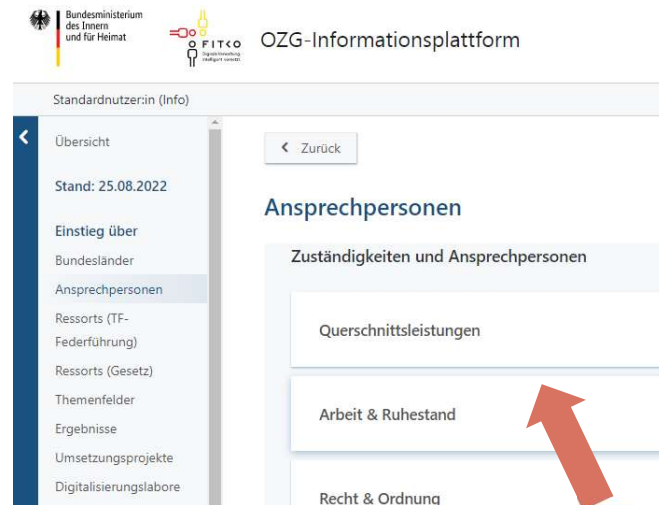 Bundesministerium
des Innern
und für Heimat
FITKO
OZG-Informationsplattform
Standardnutzer:in (Info)
Übersicht
Zurück
Stand: 25.08.2022
Ansprechpersonen
Einstieg über
Zuständigkeiten und Ansprechpersonen
Bundesländer
Ansprechpersonen
Ressorts (TF-
Federführung)
Querschnittsleistungen
Ressorts (Gesetz)
Themenfelder
Arbeit & Ruhestand
Ergebnisse
Umsetzungsprojekte
Digitalisierungslabore
Recht & Ordnung